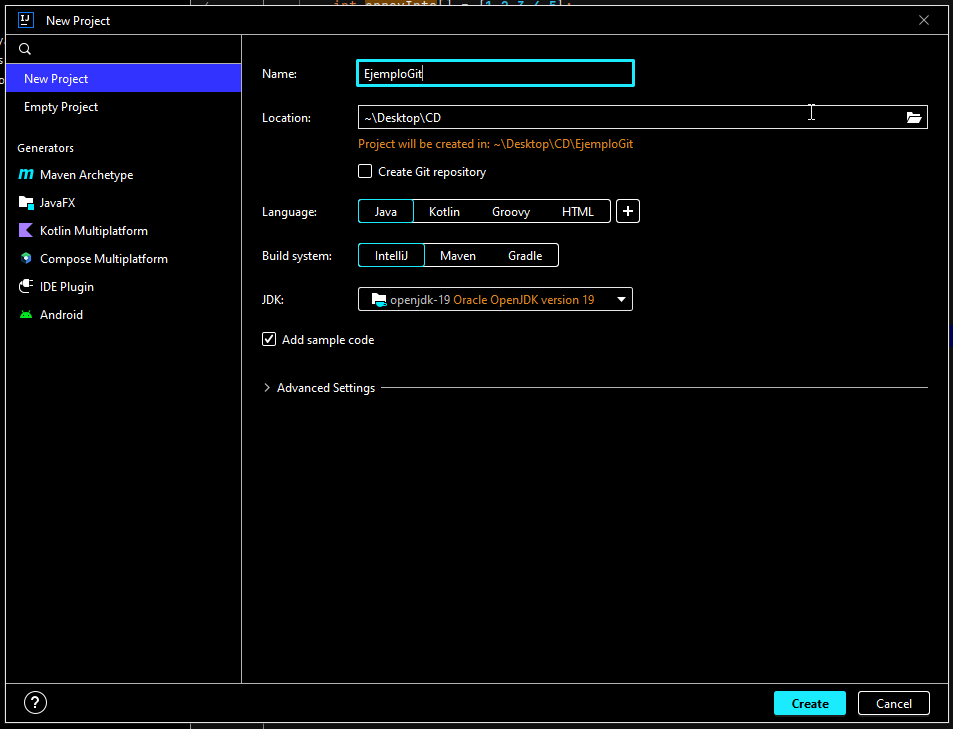 New Project
New Project
Empty Project
Generators
Maven Archetype
JavaFX
Kotlin Multiplatform
Compose Multiplatform
IDE Plugin
Android
Name: EjemploGit
Location: ~\Desktop\CD
Project will be created in: ~\Desktop\CD\EjemploGit
Create Git repository
Language: Java Kotlin Groovy HTML +
Build system: IntelliJ Maven Gradle
JDK: openjdk-19 Oracle OpenJDK version 19
Add sample code
Advanced Settings
? Create Cancel